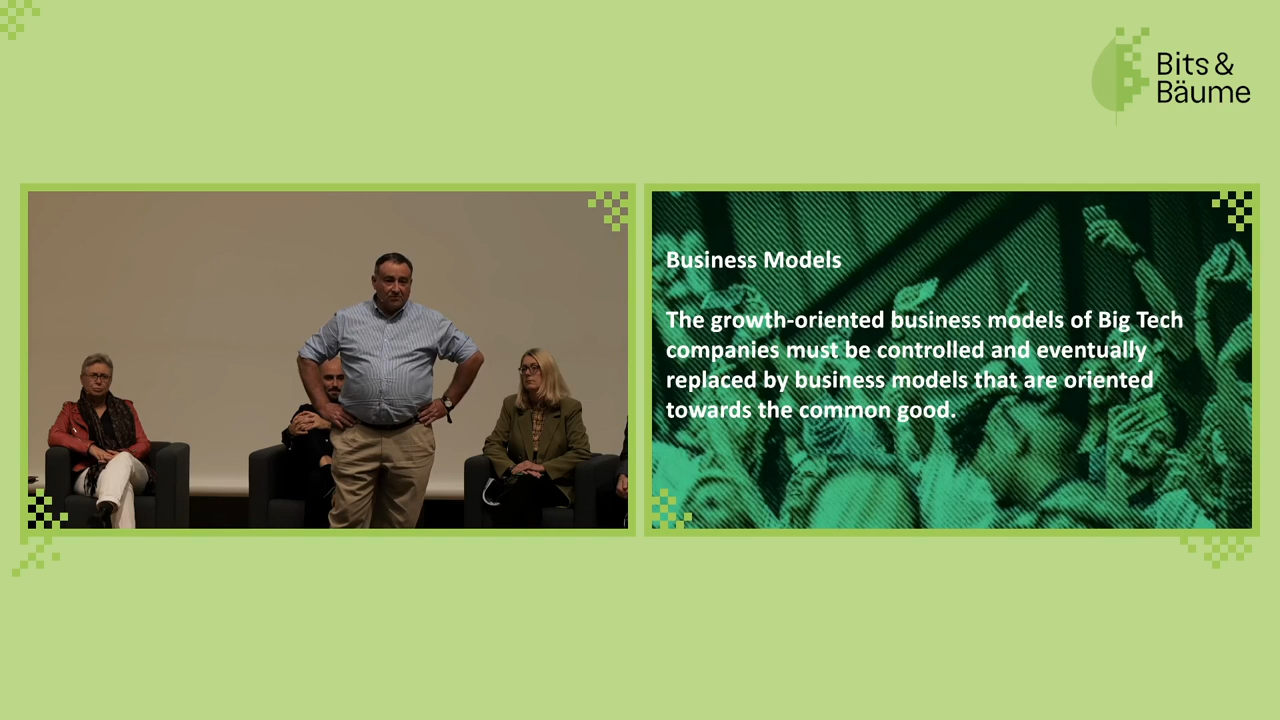 Bits &
Bäume
Business Models
The growth-oriented business models of Big Tech
companies must be controlled and eventually
replaced by business models that are oriented
towards the common good.